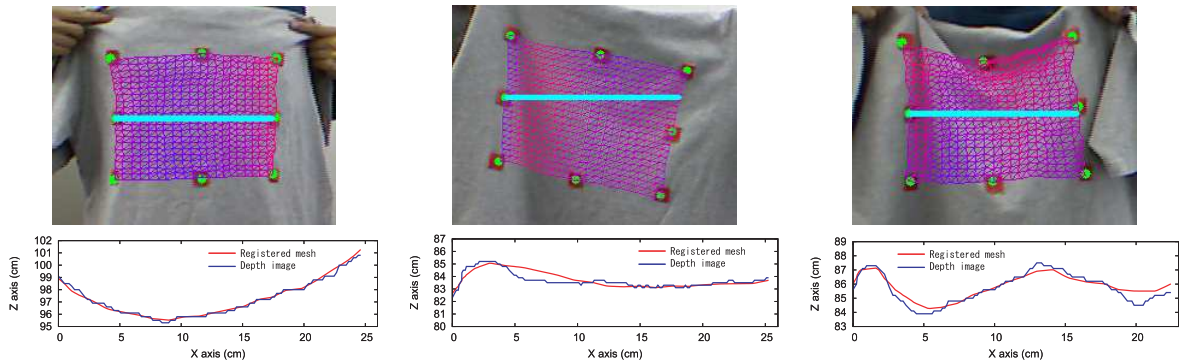 102
101
100
99
98
97
96
95
Z axis (cm)
Registered mesh
Depth image
0 5 10 15 20 25
X axis (cm)
87
86
85
84
83
82
81
80
Z axis (cm)
Registered mesh
Depth image
0 5 10 15 20 25
X axis (cm)
89
88
87
86
85
84
83
Z axis (cm)
Registered mesh
Depth image
0 5 10 15 20
X axis (cm)